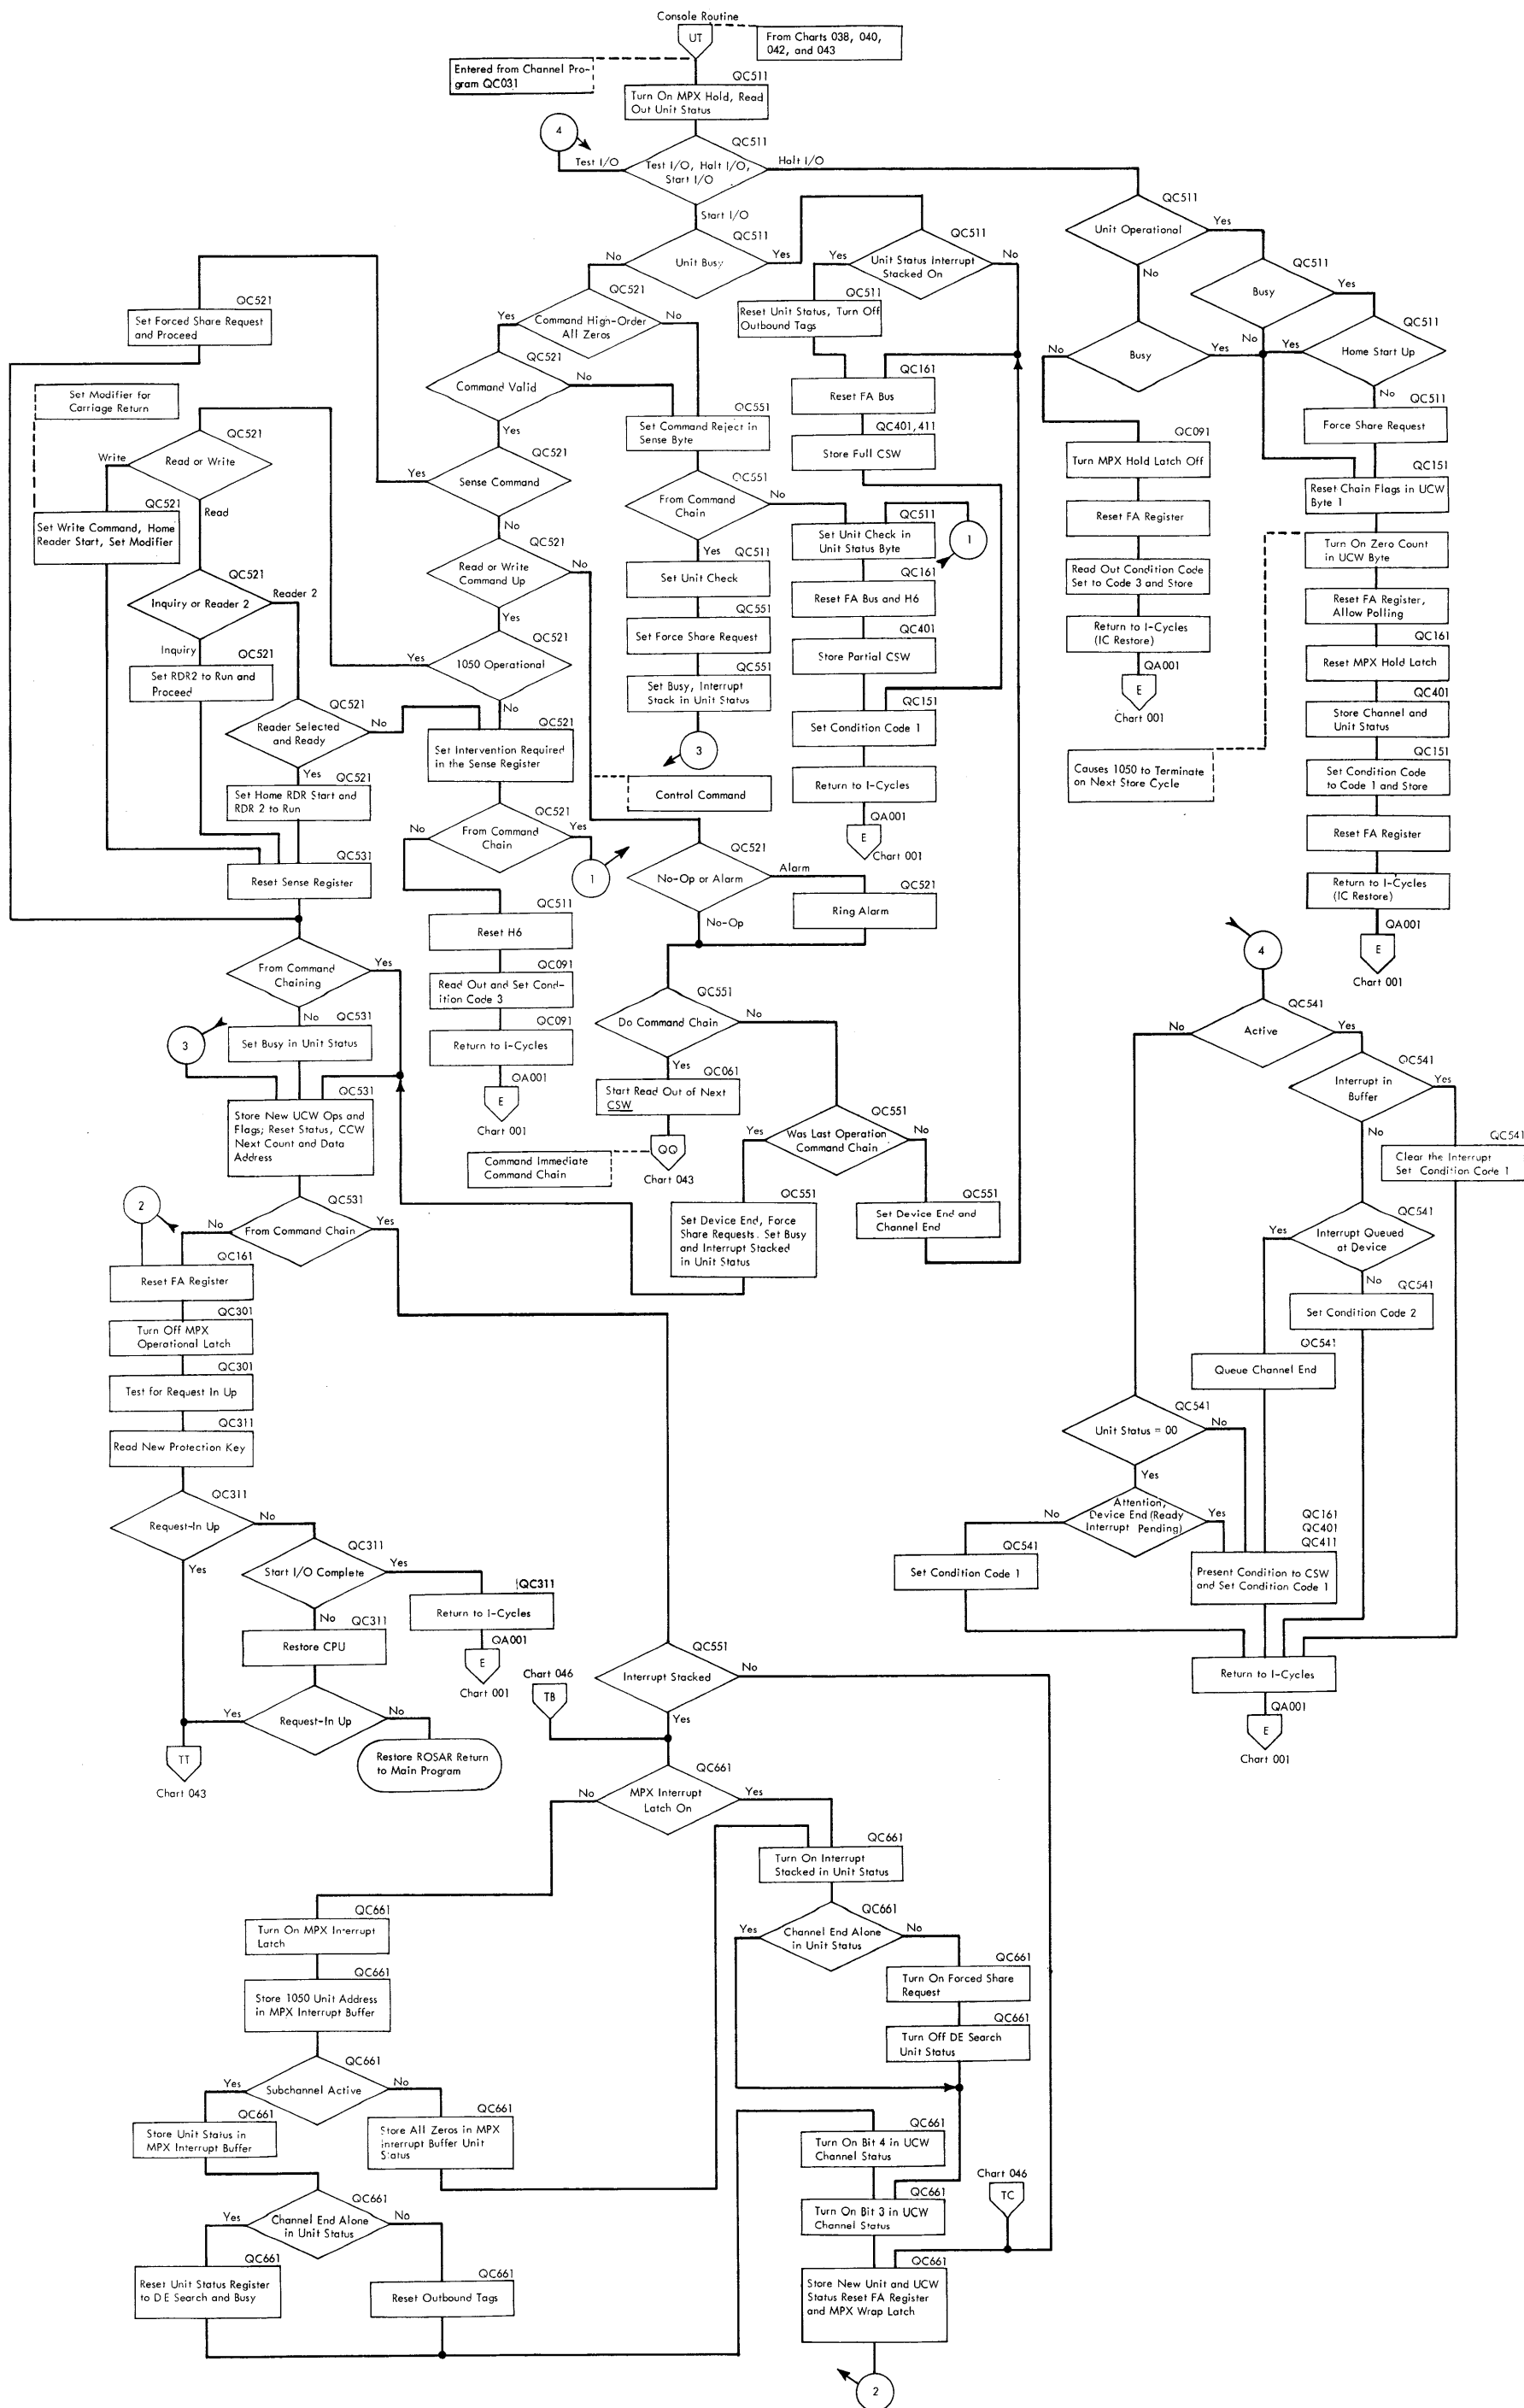 Console Routine
UT
From Charts 038, 040,
042, and 043
Entered from Channel Pro-
gram QC031
QC511
Turn On MPX Hold, Read
Out Unit Status
4
QC511
Test I/O
Test I/O, Halt I/O,
Start I/O
Halt I/O
Start I/O
QC511
Unit Busy
No
Yes
QC511
Unit Status Interrupt
Stacked On
Yes
No
QC511
Reset Unit Status, Turn Off
Outbound Tags
QC161
Reset FA Bus
QC401,411
Store Full CSW
QC511
Unit Operational
Yes
No
QC511
Busy
Yes
No
QC511
Home Start Up
Yes
No
Busy
No
Yes
QC511
Force Share Request
QC151
Reset Chain Flags in UCW
Byte 1
Turn On Zero Count
in UCW Byte
Reset FA Register,
Allow Polling
QC161
Reset MPX Hold Latch
QC401
Store Channel and
Unit Status
QC151
Set Condition Code
to Code 1 and Store
Reset FA Register
Return to I-Cycles
(IC Restore)
QA001
E
Chart 001
Causes 1050 to Terminate
on Next Store Cycle
QC091
Turn MPX Hold Latch Off
Reset FA Register
Read Out Condition Code
Set to Code 3 and Store
Return to I-Cycles
(IC Restore)
QA001
E
Chart 001
QC521
Command High-Order
All Zeros
Yes
No
QC521
Command Valid
No
Yes
QC521
Sense Command
Yes
No
QC521
Read or Write
Command Up
No
Yes
QC521
1050 Operational
Yes
No
QC521
Set Intervention Required
in the Sense Register
QC521
From Command
Chain
No
Yes
1
QC511
Reset H6
QC091
Read Out and Set Cond-
ition Code 3
QC091
Return to I-Cycles
QA001
E
Chart 001
QC551
Set Command Reject in
Sense Byte
QC551
From Command
Chain
No
Yes
QC511
Set Unit Check
QC551
Set Force Share Request
QC551
Set Busy, Interrupt
Stack in Unit Status
3
Control Command
QC511
Set Unit Check in
Unit Status Byte
1
QC161
Reset FA Bus and H6
QC401
Store Partial CSW
QC151
Set Condition Code 1
Return to I-Cycles
QA001
E
Chart 001
QC521
No-Op or Alarm
Alarm
No-Op
QC521
Ring Alarm
QC551
Do Command Chain
No
Yes
QC061
Start Read Out of Next
CSW
QQ
Chart 043
Command Immediate
Command Chain
QC551
Was Last Operation
Command Chain
Yes
No
QC551
Set Device End, Force
Share Requests. Set Busy
and Interrupt Stacked
in Unit Status
QC551
Set Device End and
Channel End
QC521
Set Forced Share Request
and Proceed
Set Modifier for
Carriage Return
QC521
Read or Write
Write
Read
QC521
Set Write Command, Home
Reader Start, Set Modifier
QC521
Inquiry or Reader 2
Reader 2
Inquiry
QC521
Set RDR2 to Run and
Proceed
QC521
Reader Selected
and Ready
No
Yes
QC521
Set Home RDR Start and
RDR 2 to Run
QC531
Reset Sense Register
From Command
Chaining
Yes
No
QC531
Set Busy in Unit Status
3
QC531
Store New UCW Ops and
Flags; Reset Status, CCW
Next Count and Data
Address
QC531
From Command Chain
No
Yes
2
QC161
Reset FA Register
QC301
Turn Off MPX
Operational Latch
QC301
Test for Request In Up
QC311
Read New Protection Key
QC311
Request-In Up
No
Yes
QC311
Start I/O Complete
Yes
No
QC311
Return to I-Cycles
QA001
E
Chart 001
QC311
Restore CPU
Request-In Up
Yes
No
Restore ROSAR Return
to Main Program
TT
Chart 043
4
QC541
Active
No
Yes
QC541
Interrupt in
Buffer
Yes
No
QC541
Clear the Interrupt
Set Condition Code 1
QC541
Interrupt Queued
at Device
Yes
No
QC541
Set Condition Code 2
QC541
Queue Channel End
QC541
Unit Status = 00
No
Yes
Attention,
Device End (Ready
Interrupt Pending)
No
Yes
QC541
Set Condition Code 1
QC161
QC401
QC411
Present Condition to CSW
and Set Condition Code 1
Return to I-Cycles
QA001
E
Chart 001
QC551
Interrupt Stacked
No
Yes
Chart 046
TB
QC661
MPX Interrupt
Latch On
No
Yes
QC661
Turn On Interrupt
Stacked in Unit Status
QC661
Channel End Alone
in Unit Status
Yes
No
QC661
Turn On Forced Share
Request
QC661
Turn Off DE Search
Unit Status
QC661
Turn On MPX Interrupt
Latch
QC661
Store 1050 Unit Address
in MPX Interrupt Buffer
QC661
Subchannel Active
Yes
No
QC661
Store Unit Status in
MPX Interrupt Buffer
QC661
Store All Zeros in MPX
Interrupt Buffer Unit
Status
QC661
Channel End Alone
in Unit Status
Yes
No
QC661
Reset Unit Status Register
to DE Search and Busy
QC661
Reset Outbound Tags
QC661
Turn On Bit 4 in UCW
Channel Status
QC661
Turn On Bit 3 in UCW
Channel Status
Chart 046
TC
QC661
Store New Unit and UCW
Status Reset FA Register
and MPX Wrap Latch
2